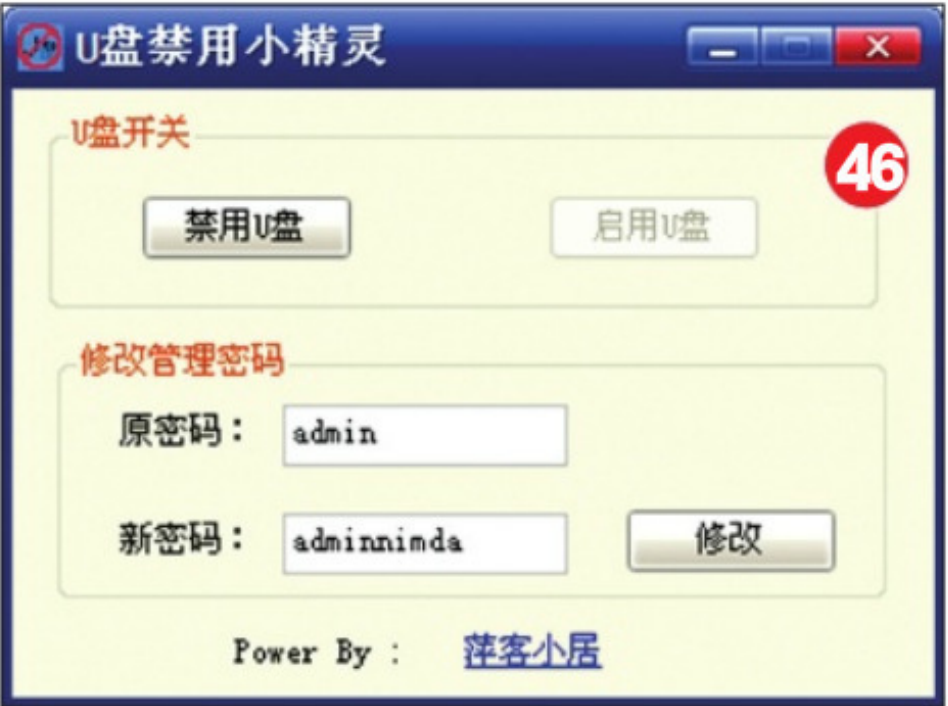 U盘禁用小精灵
U盘开关
46
禁用U盘
启用U盘
修改管理密码
原密码：
admin
新密码：
adminnimda
修改
Power By :
萍客小居